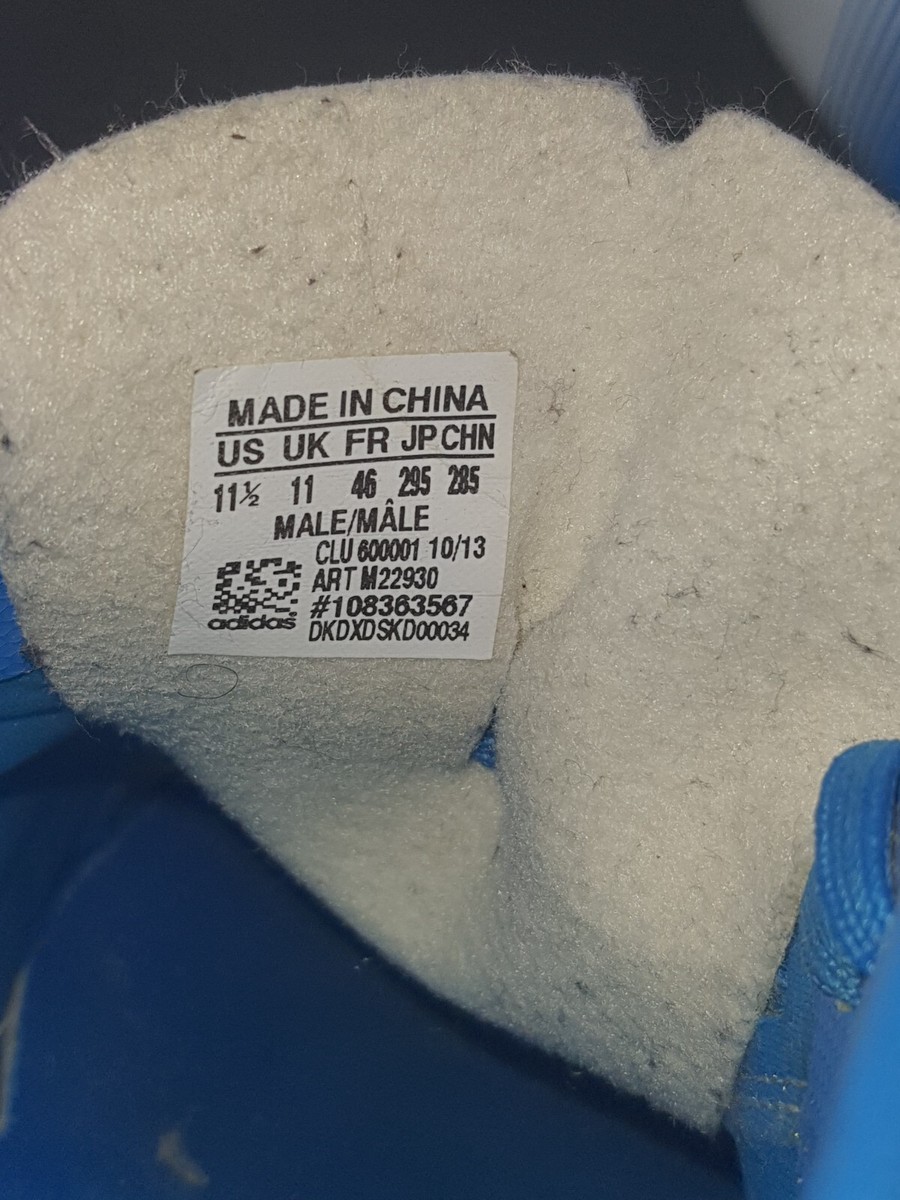 MADE IN CHINA
US UK FR JP CHN
11½ 11 46 295 285
MALE/MÂLE
CLU 600001 10/13
ART M22930
#108363567
adidas®
DKDXDSKD00034